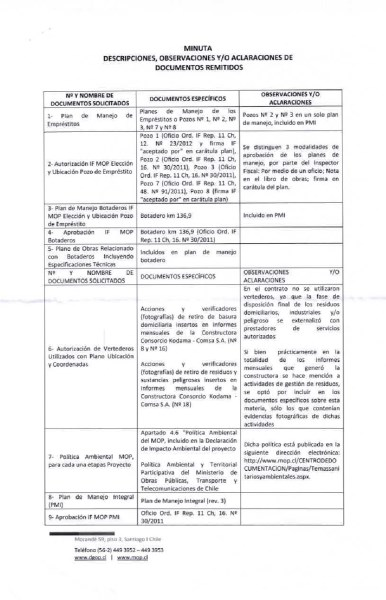 MINUTA
DESCRIPCIONES, OBSERVACIONES Y/O ACLARACIONES DE
DOCUMENTOS REMITIDOS
Nº Y NOMBRE DE
DOCUMENTOS SOLICITADOS
DOCUMENTOS ESPECÍFICOS
OBSERVACIONES Y/O
ACLARACIONES
1- Plan de Manejo de
Empréstitos
Planes de Manejo de los
Empréstitos o Pozos Nº 1, Nº 2, Nº
3, Nº 7 y Nº 8
Pozos Nº 2 y Nº 3 en un solo plan
de manejo, incluido en PMI
2- Autorización IF MOP Elección
y Ubicación Pozo de Empréstito
Pozo 1 (Oficio Ord. IF Rep. 11 Ch,
12. Nº 23/2012 y firma IF
"aceptado por" en carátula plan),
Pozo 2 (Oficio Ord. IF Rep. 11 Ch,
16. Nº 30/2011), Pozo 3 (Oficio
Ord. IF Rep. 11 Ch, 16. Nº 30/2011),
Pozo 7 (Oficio Ord. IF Rep. 11 Ch,
48. Nº 91/2011), Pozo 8 (firma IF
"aceptado por" en carátula plan)
Se distinguen 3 modalidades de
aprobación de los planes de
manejo, por parte del Inspector
Fiscal: Por medio de un oficio; Nota
en el libro de obras; firma en
carátula del plan.
3- Plan de Manejo Botaderos IF
MOP Elección y Ubicación Pozo
de Empréstito
Botadero km 136,9
Incluido en PMI
4- Aprobación IF MOP
Botaderos
Botadero km 136,9 (Oficio Ord. IF
Rep. 11 Ch, 16. Nº 30/2011)
5- Plano de Obras Relacionado
con Botaderos Incluyendo
Especificaciones Técnicas
Incluidos en plan de manejo
botadero
Nº Y NOMBRE DE
DOCUMENTOS SOLICITADOS
DOCUMENTOS ESPECÍFICOS
OBSERVACIONES Y/O
ACLARACIONES
6- Autorización de Vertederos
Utilizados con Plano Ubicación
y Coordenadas
Acciones y verificadores
(fotografías) de retiro de basura
domiciliaria insertos en informes
mensuales de la Constructora
Consorcio Kodama - Comsa S.A. (Nº
8 y Nº 16)
Acciones y verificadores
(fotografías) de retiro de residuos y
sustancias peligrosos insertos en
informes mensuales de la
Constructora Consorcio Kodama -
Comsa S.A. (Nº 18)
En el contrato no se utilizaron
vertederos, ya que la fase de
disposición final de los residuos
domiciliarios, industriales y/o
peligroso se externalizó con
prestadores de servicios
autorizados
Si bien prácticamente en la
totalidad de los informes
mensuales que generó la
constructora se hace mención a
actividades de gestión de residuos,
se optó por incluir en los
documentos específicos sobre esta
materia, sólo los que contenían
evidencias fotográficas de dichas
actividades
7- Política Ambiental MOP,
para cada una etapas Proyecto
Apartado 4.6 "Política Ambiental
del MOP, incluido en la Declaración
de Impacto Ambiental del proyecto
Política Ambiental y Territorial
Participativa del Ministerio de
Obras Públicas, Transporte y
Telecomunicaciones de Chile
Dicha política está publicada en la
siguiente dirección electrónica:
http://www.mop.cl/CENTRODEDO
CUMENTACION/Paginas/Temassani
tariosyambientales.aspx.
8- Plan de Manejo Integral
(PMI)
Plan de Manejo Integral (rev. 3)
9- Aprobación IF MOP PMI
Oficio Ord. IF Rep. 11 Ch, 16. Nº
30/2011
Morandé 59, piso 3, Santiago Chile
Teléfono (56-2) 449 3952 – 449 3953
www.dgop.cl | www.mop.cl